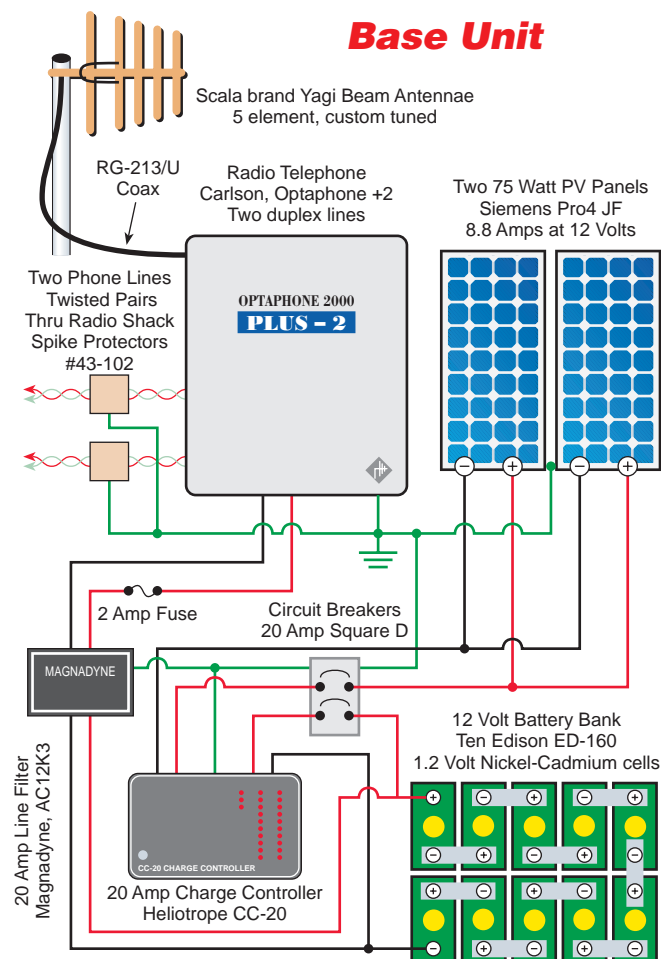 Base Unit
Scala brand Yagi Beam Antennae
5 element, custom tuned
RG-213/U
Coax
Radio Telephone
Carlson, Optaphone +2
Two duplex lines
Two 75 Watt PV Panels
Siemens Pro4 JF
8.8 Amps at 12 Volts
Two Phone Lines
Twisted Pairs
Thru Radio Shack
Spike Protectors
#43-102
OPTAPHONE 2000
PLUS – 2
2 Amp Fuse
Circuit Breakers
20 Amp Square D
MAGNADYNE
20 Amp Line Filter
Magnadyne, AC12K3
12 Volt Battery Bank
Ten Edison ED-160
1.2 Volt Nickel-Cadmium cells
CC-20 CHARGE CONTROLLER
20 Amp Charge Controller
Heliotrope CC-20